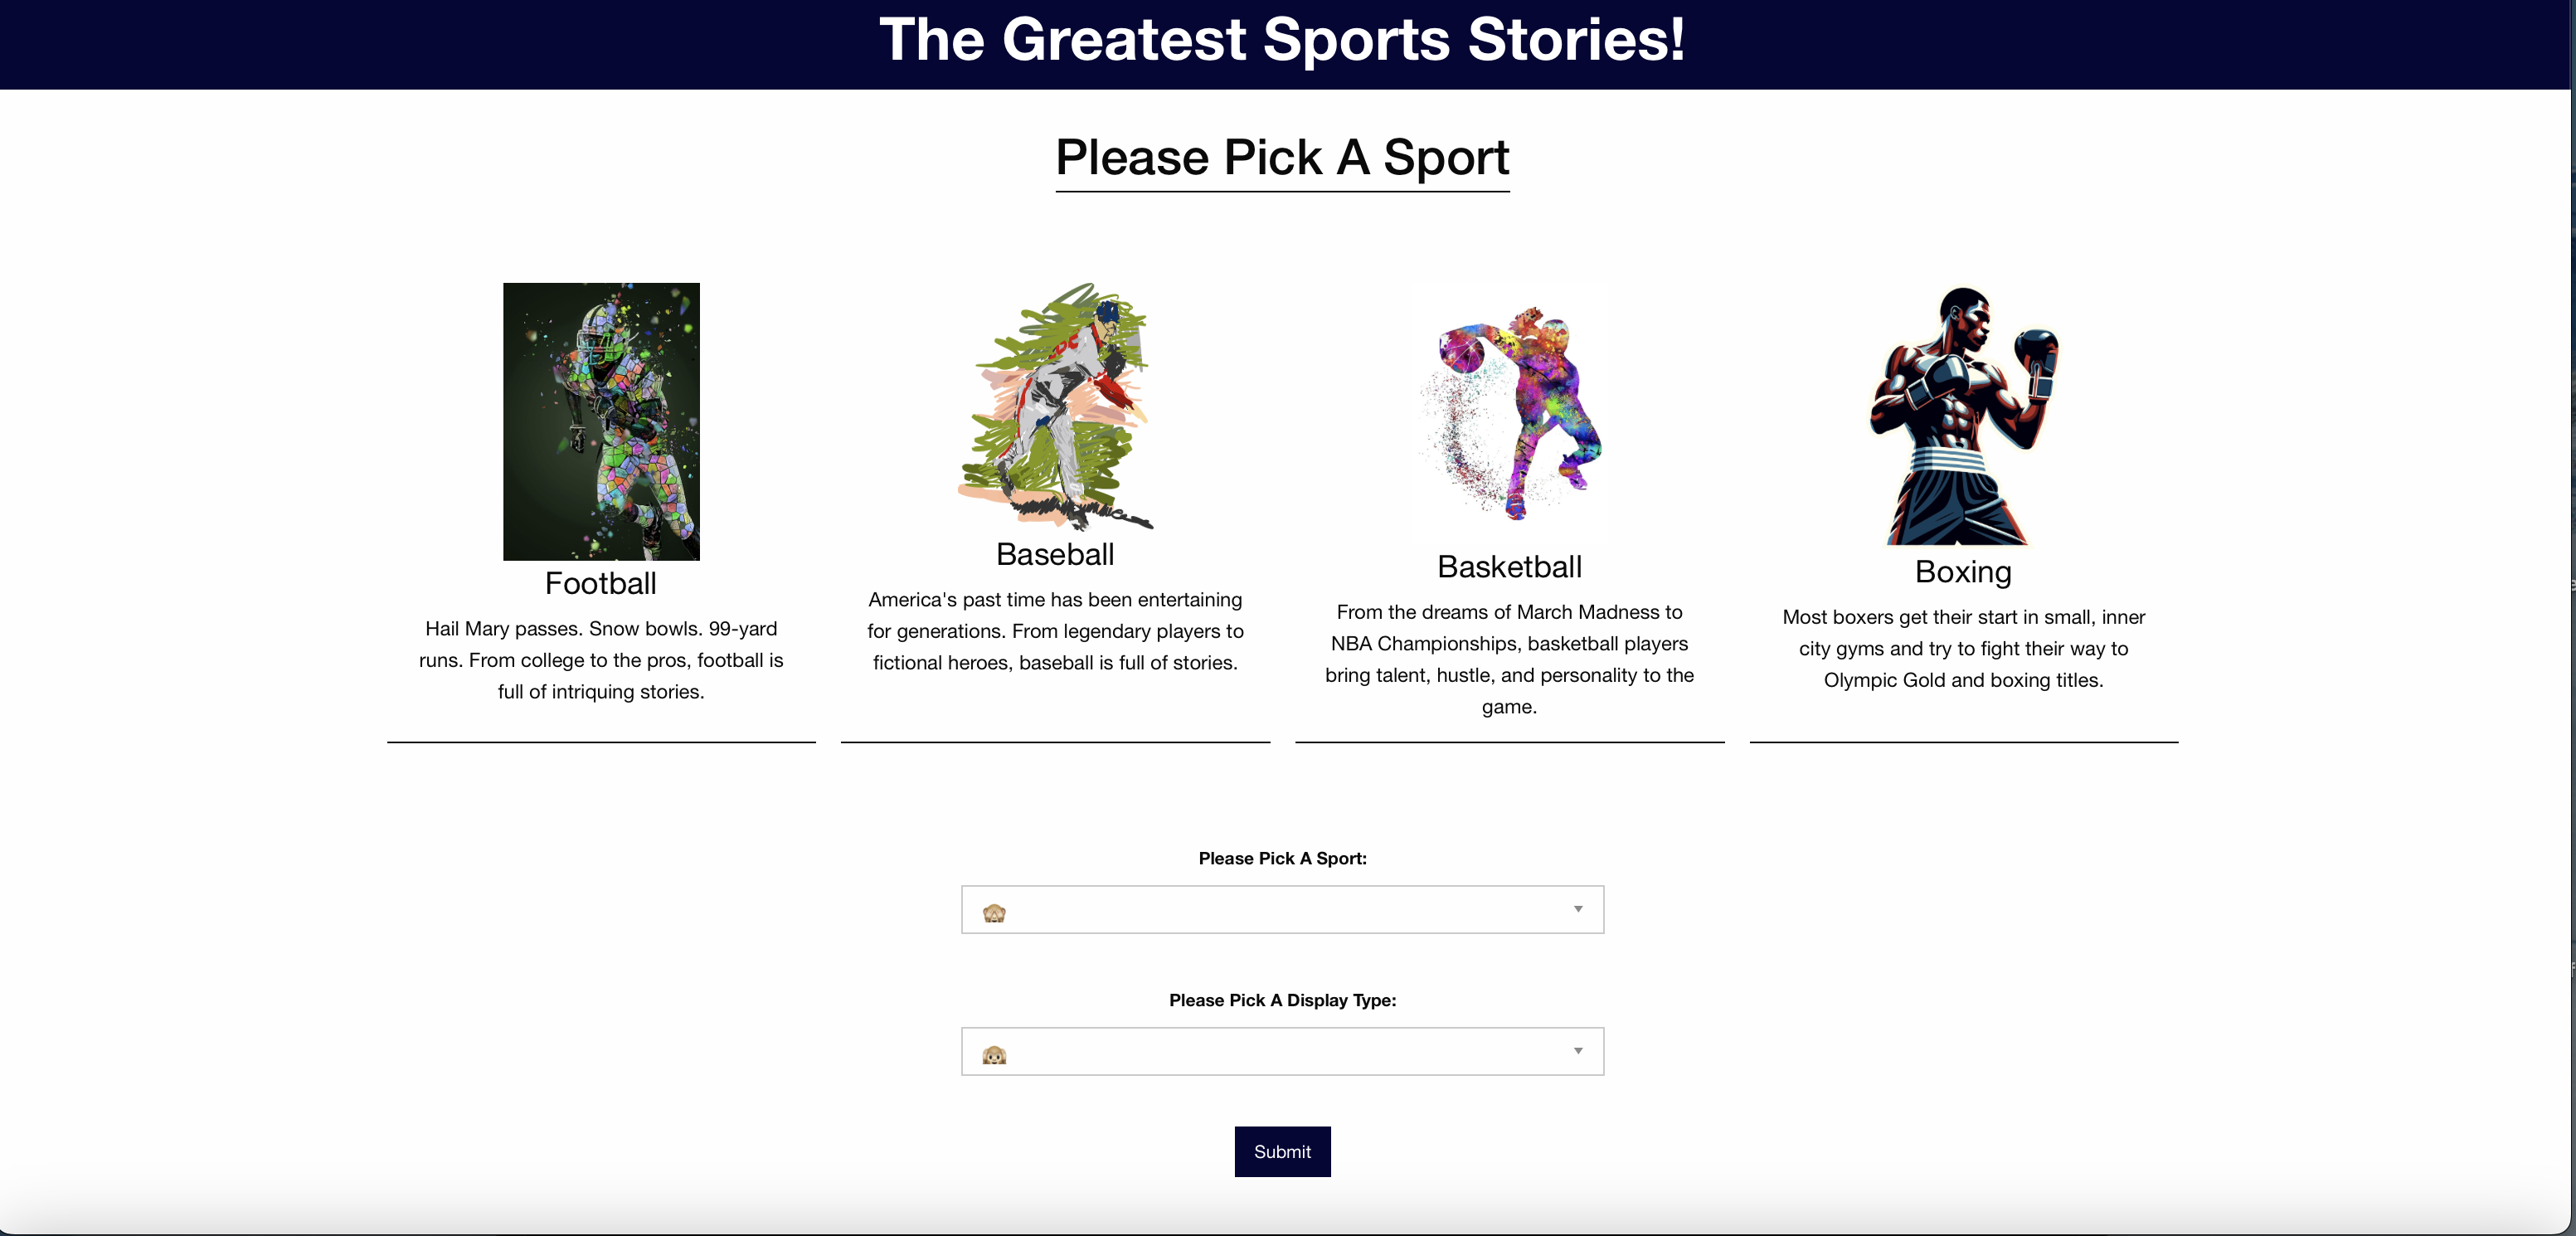 The Greatest Sports Stories!
Please Pick A Sport
Football
Hail Mary passes. Snow bowls. 99-yard
runs. From college to the pros, football is
full of intriquing stories.
Baseball
America's past time has been entertaining
for generations. From legendary players to
fictional heroes, baseball is full of stories.
Basketball
From the dreams of March Madness to
NBA Championships, basketball players
bring talent, hustle, and personality to the
game.
Boxing
Most boxers get their start in small, inner
city gyms and try to fight their way to
Olympic Gold and boxing titles.
Please Pick A Sport:
🙈
Please Pick A Display Type:
🙉
Submit